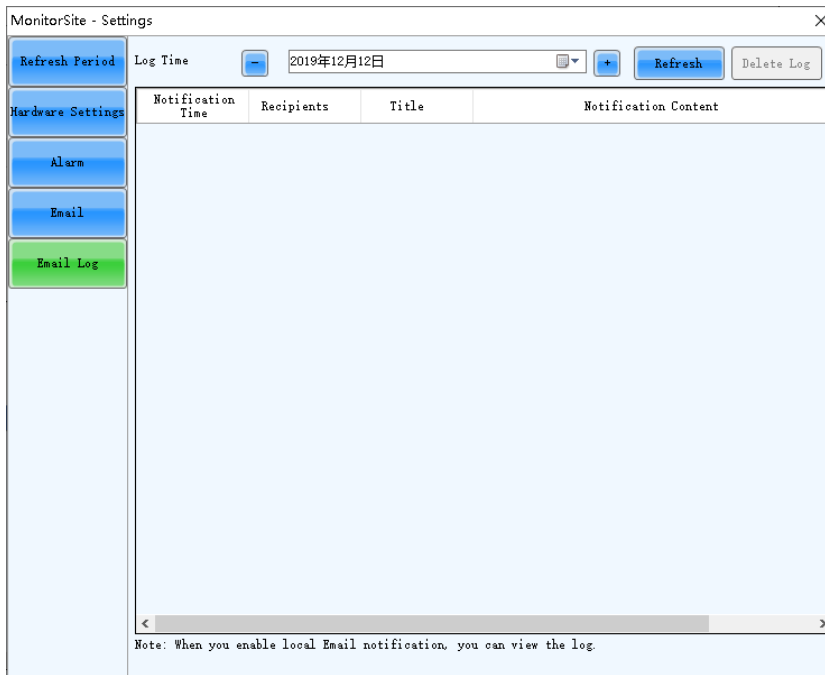 MonitorSite - Settings
Refresh Period
Log Time
2019年12月12日
Refresh
Delete Log
Hardware Settings
Notification Time
Recipients
Title
Notification Content
Alarm
Email
Email Log
Note: When you enable local Email notification, you can view the log.